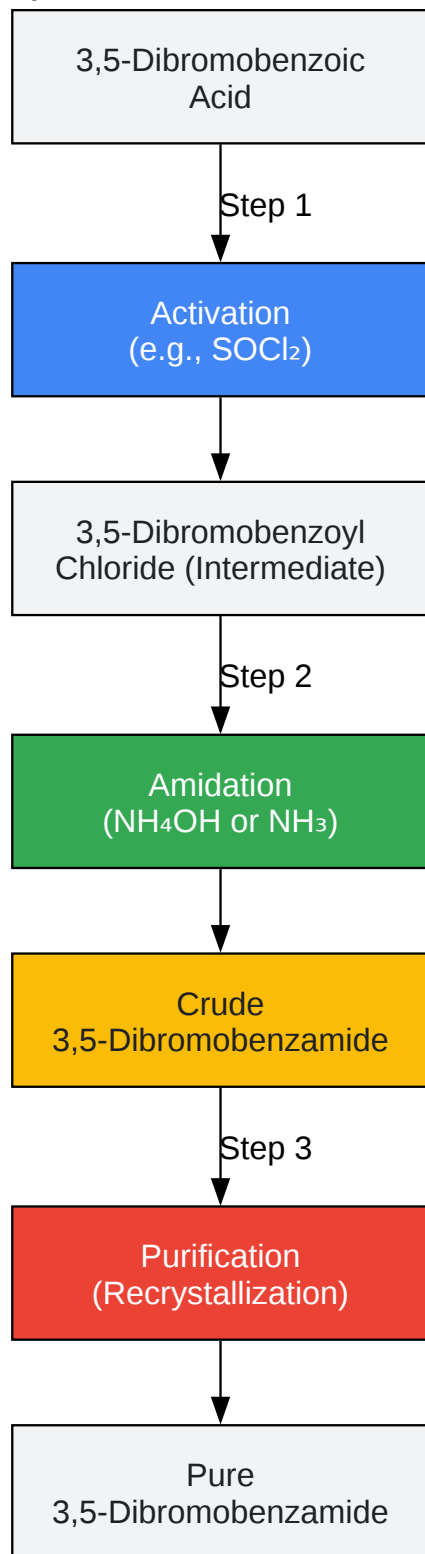 3,5-Dibromobenzoic
Acid
Step 1
Activation
(e.g., SOCl₂)
3,5-Dibromobenzoyl
Chloride (Intermediate)
Step 2
Amidation
(NH₄OH or NH₃)
Crude
3,5-Dibromobenzamide
Step 3
Purification
(Recrystallization)
Pure
3,5-Dibromobenzamide